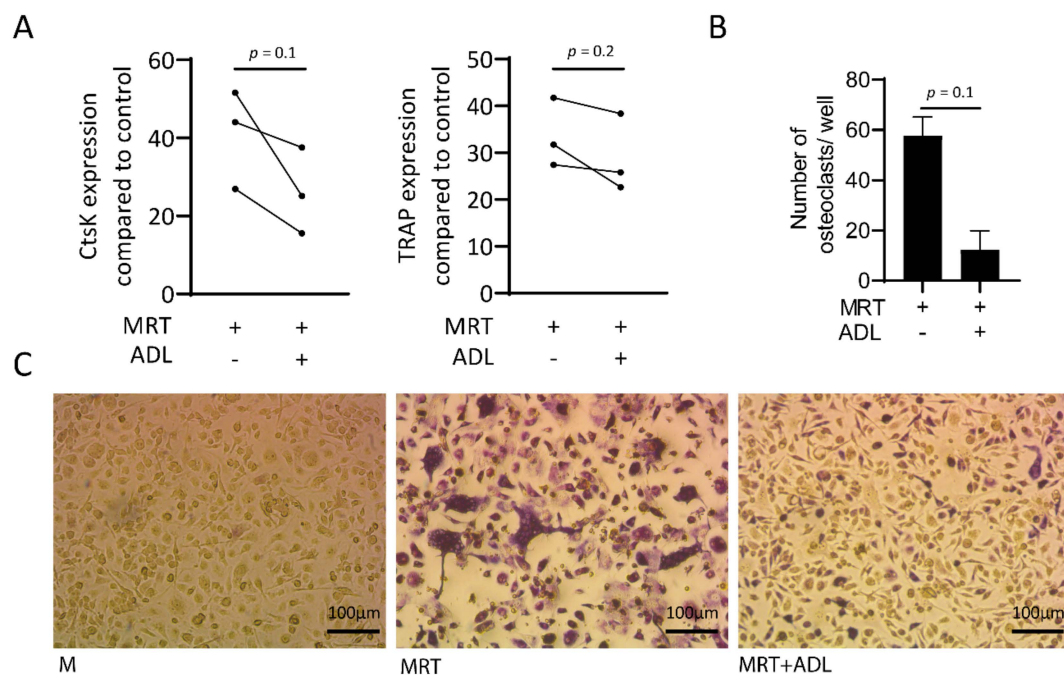 A
CtsK expression
compared to control
60
40
20
0
p = 0.1
MRT + +
ADL - +
TRAP expression
compared to control
50
40
30
20
10
0
p = 0.2
MRT + +
ADL - +
B
Number of
osteoclasts/ well
80
60
40
20
0
p = 0.1
MRT + +
ADL - +
C
100µm
100µm
100µm
M
MRT
MRT+ADL